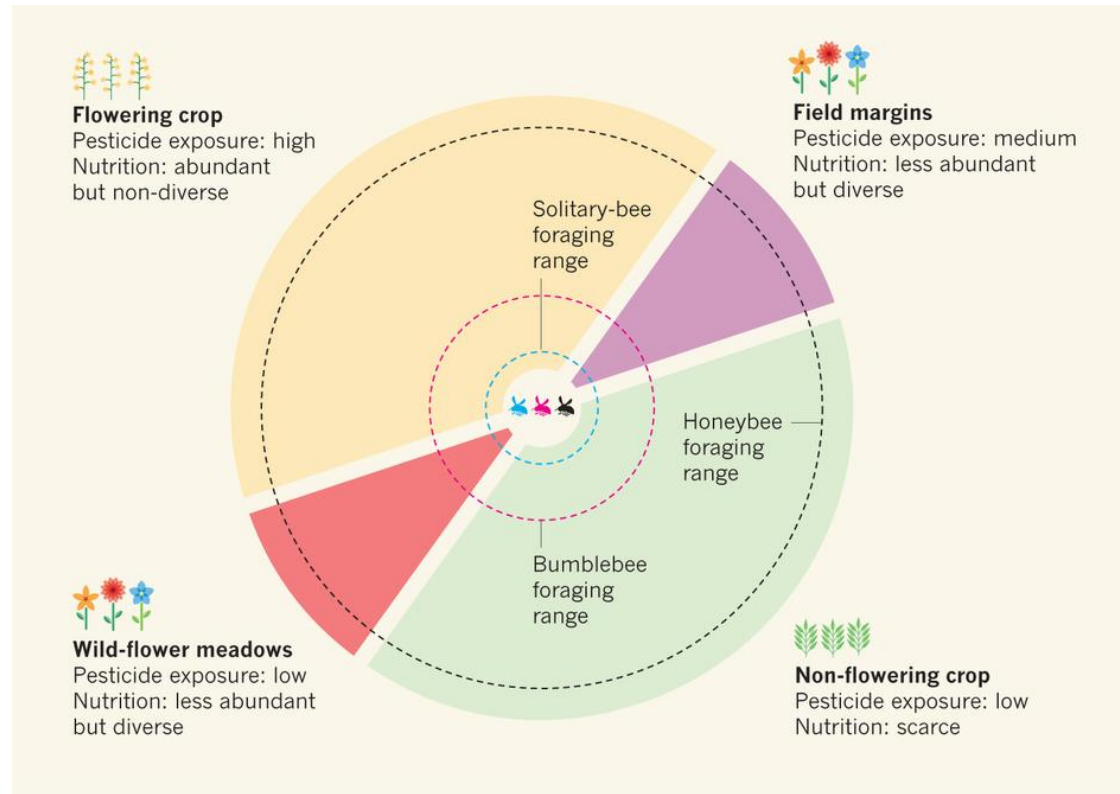 Flowering crop
Pesticide exposure: high
Nutrition: abundant
but non-diverse
Field margins
Pesticide exposure: medium
Nutrition: less abundant
but diverse
Solitary-bee
foraging
range
Honeybee
foraging
range
Bumblebee
foraging
range
Wild-flower meadows
Pesticide exposure: low
Nutrition: less abundant
but diverse
Non-flowering crop
Pesticide exposure: low
Nutrition: scarce